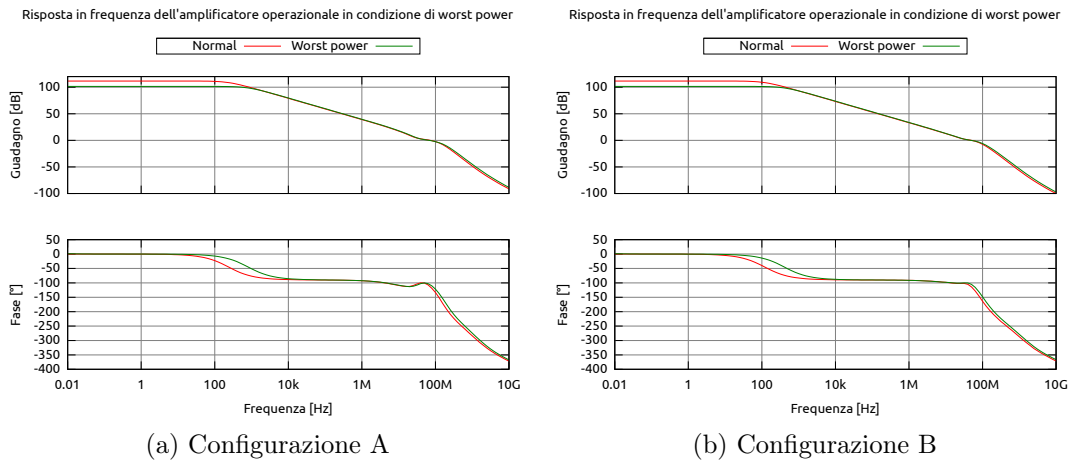 Risposta in frequenza dell'amplificatore operazionale in condizione di worst power
Normal
Worst power
Guadagno [dB]
100
50
0
-50
-100
Fase [°]
50
0
-50
-100
-150
-200
-250
-300
-350
-400
0.01
1
100
10k
1M
100M
10G
Frequenza [Hz]
(a) Configurazione A
Risposta in frequenza dell'amplificatore operazionale in condizione di worst power
Normal
Worst power
Guadagno [dB]
100
50
0
-50
-100
Fase [°]
50
0
-50
-100
-150
-200
-250
-300
-350
-400
0.01
1
100
10k
1M
100M
10G
Frequenza [Hz]
(b) Configurazione B